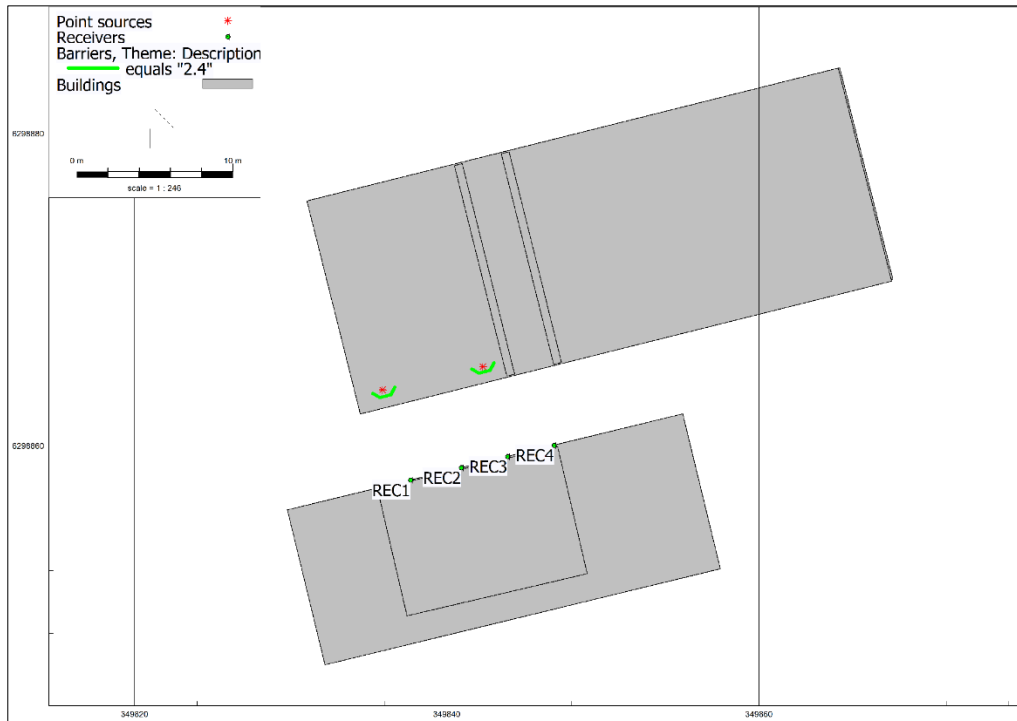 Point sources
Receivers
Barriers, Theme: Description
equals "2.4"
Buildings
0 m 10 m
scale = 1 : 246
6298880
6298860
REC1 REC2 REC3 REC4
349820 349840 349860